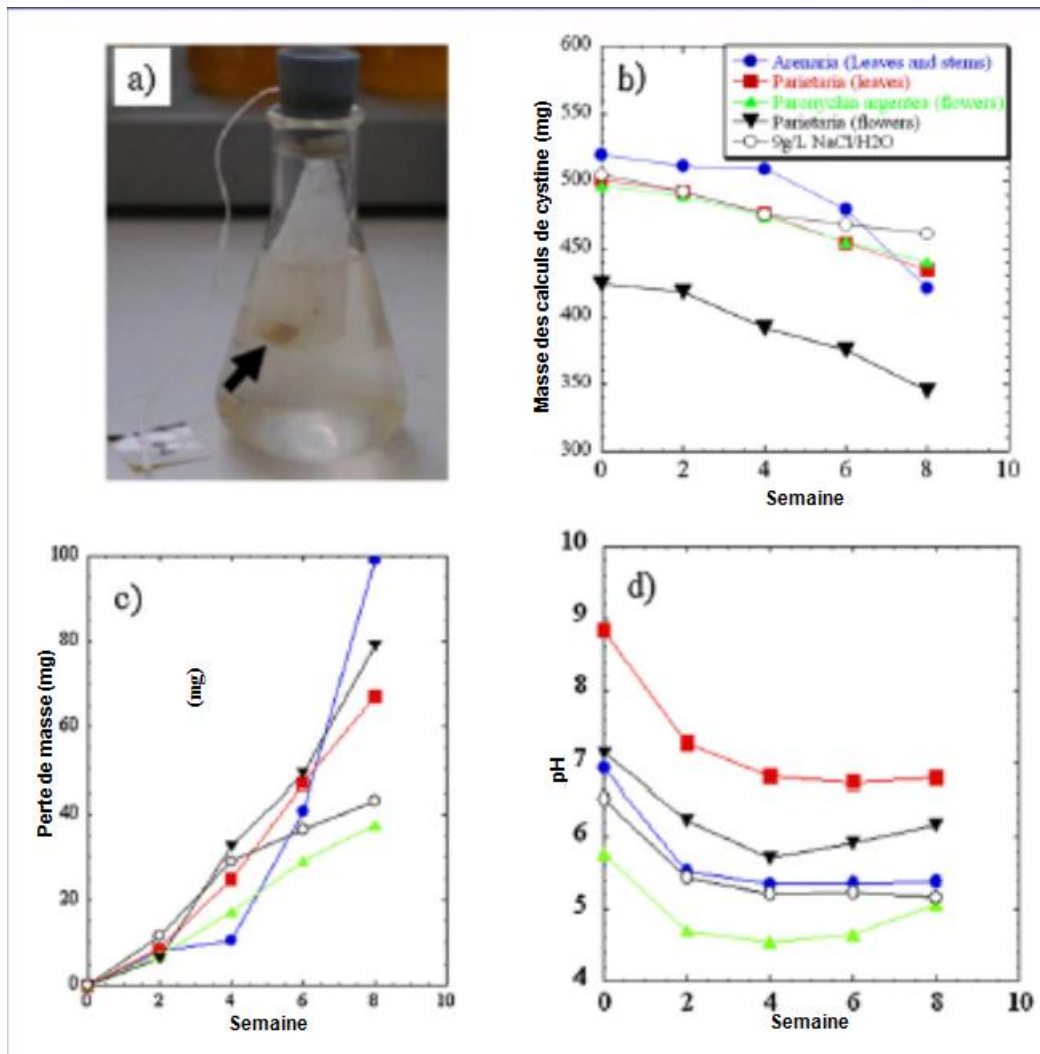 a)
b)
600
550
500
450
400
350
300
Masse des calculs de cystine (mg)
Arenaria (Leaves and stems)
Parietaria (leaves)
Paronychia argentea (flowers)
Parietaria (flowers)
9g/L NaCl/H2O
0 2 4 6 8 10
Semaine
c)
100
80
60
40
20
0
Perte de masse (mg)
(mg)
0 2 4 6 8 10
Semaine
d)
10
9
8
7
6
5
4
pH
0 2 4 6 8 10
Semaine